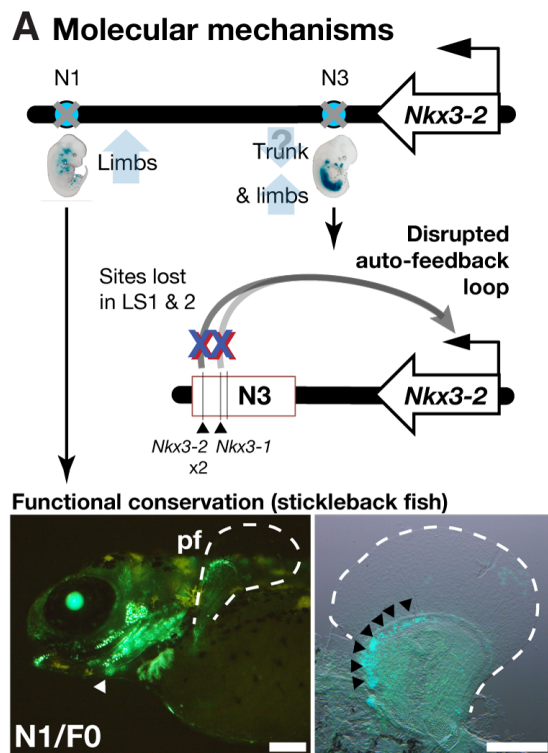 A Molecular mechanisms
N1
N3
Nkx3-2
Limbs
?
Trunk
& limbs
Disrupted
auto-feedback
loop
Sites lost
in LS1 & 2
X X
N3
Nkx3-2
Nkx3-2
x2
Nkx3-1
Functional conservation (stickleback fish)
pf
N1/F0